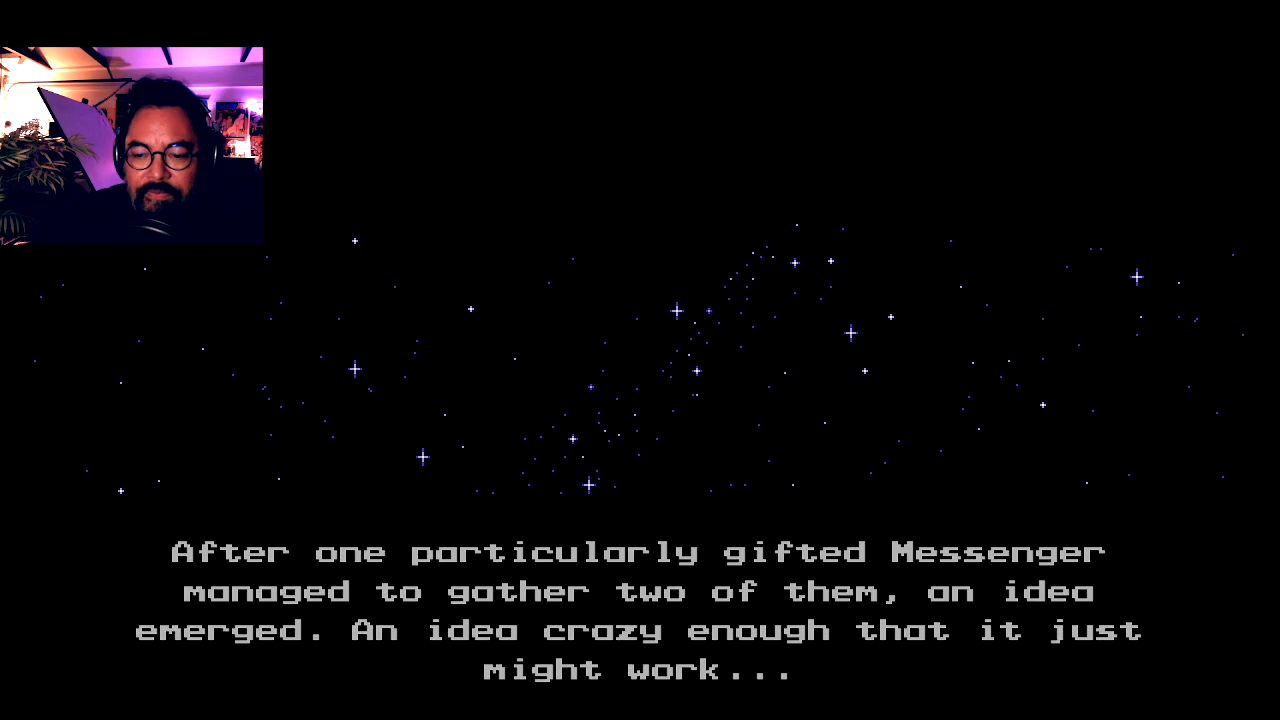 After one particularly gifted Messenger
managed to gather two of them, an idea
emerged. An idea crazy enough that it just
might work...